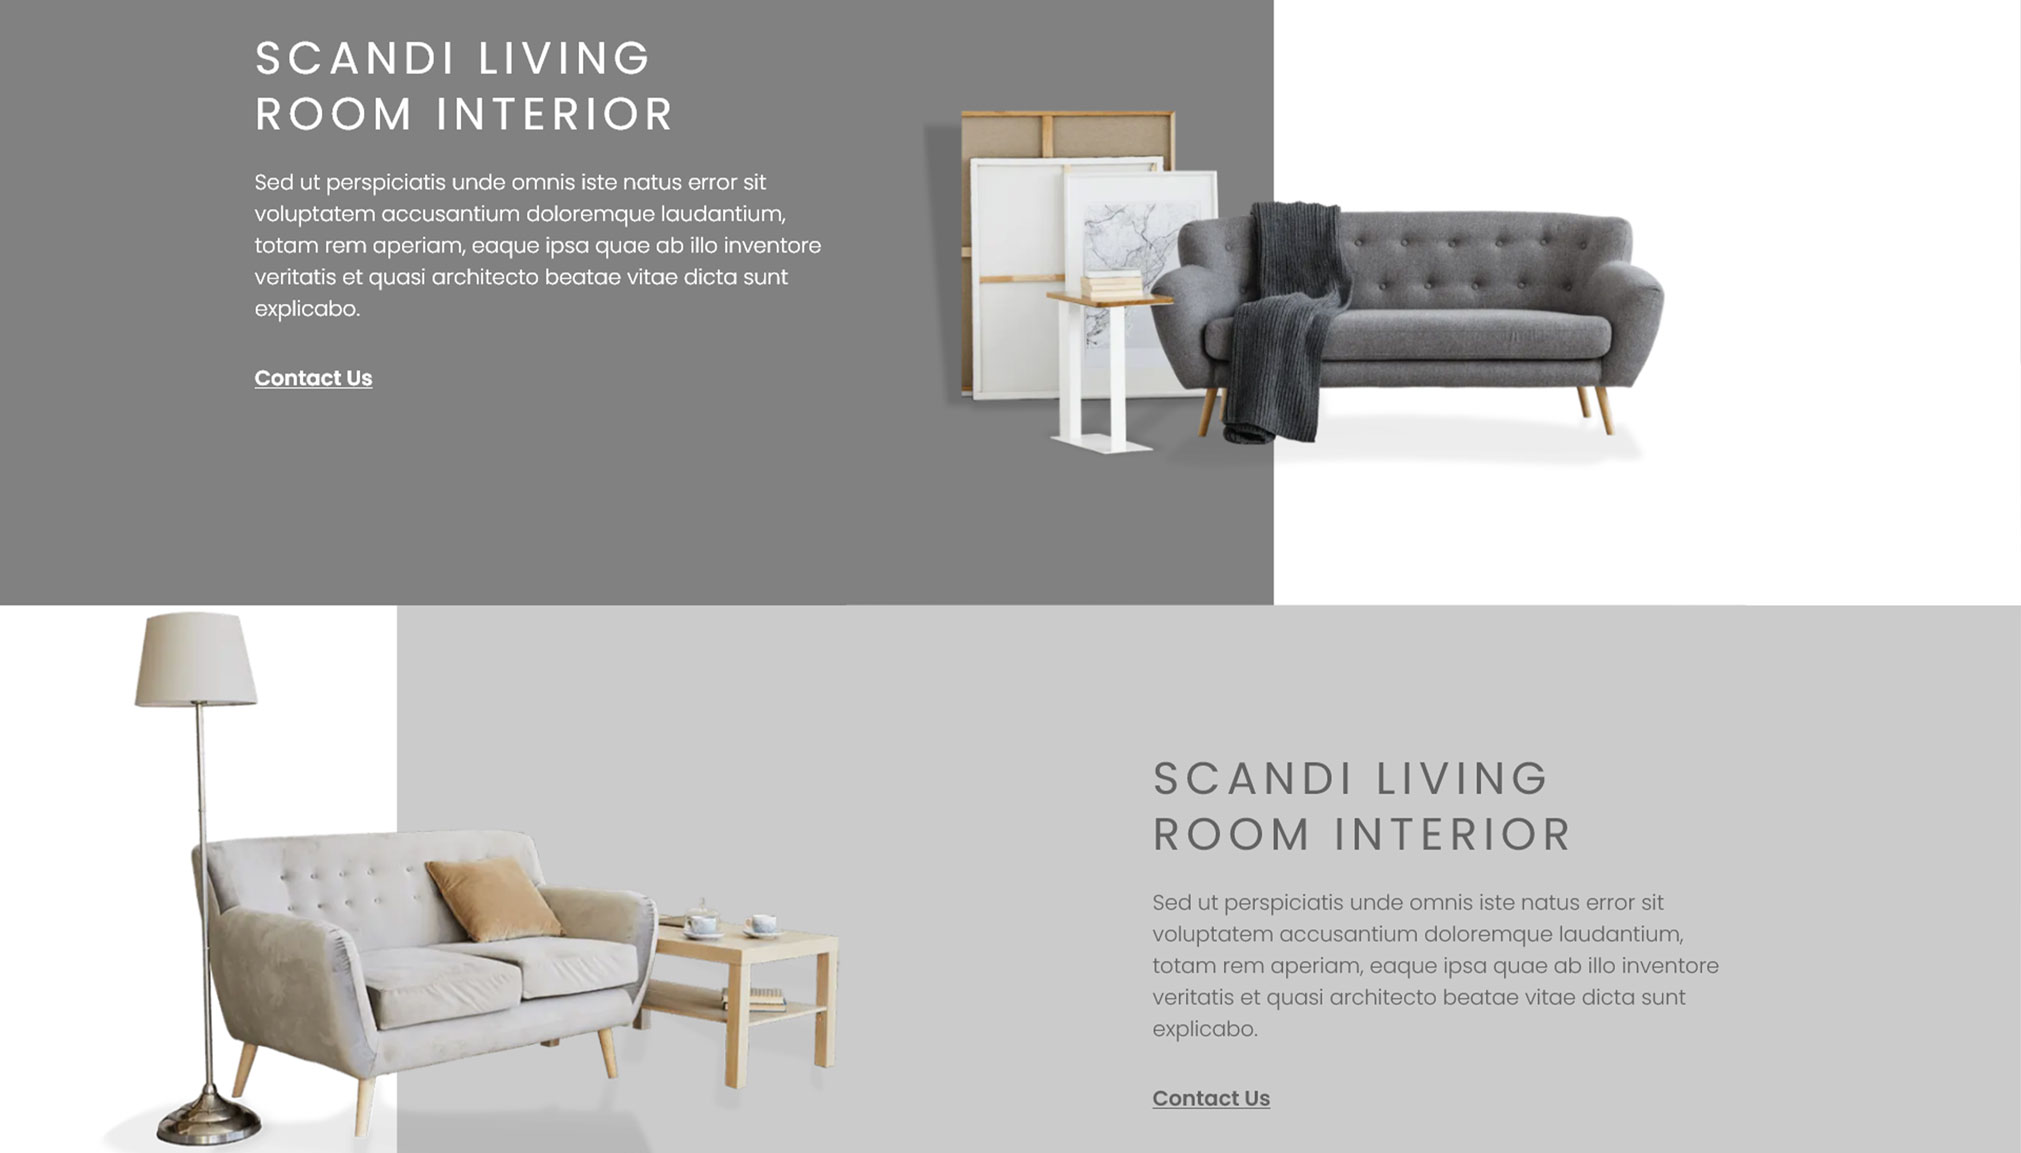 SCANDI LIVING
ROOM INTERIOR
Sed ut perspiciatis unde omnis iste natus error sit
voluptatem accusantium doloremque laudantium,
totam rem aperiam, eaque ipsa quae ab illo inventore
veritatis et quasi architecto beatae vitae dicta sunt
explicabo.
Contact Us
SCANDI LIVING
ROOM INTERIOR
Sed ut perspiciatis unde omnis iste natus error sit
voluptatem accusantium doloremque laudantium,
totam rem aperiam, eaque ipsa quae ab illo inventore
veritatis et quasi architecto beatae vitae dicta sunt
explicabo.
Contact Us